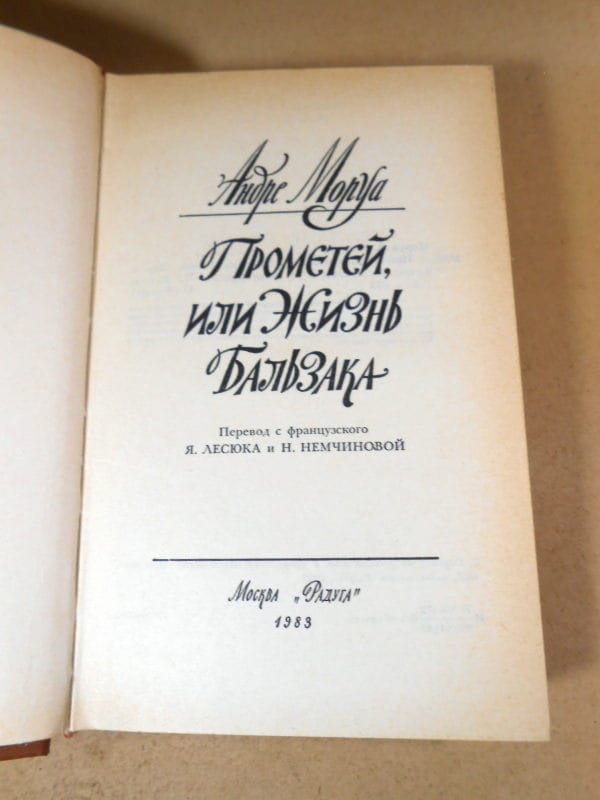 Андре Моруа
Прометей,
или Жизнь
Бальзака
Перевод с французского
Я. ЛЕСЮКА и Н. НЕМЧИНОВОЙ
Москва „Радуга"
1983